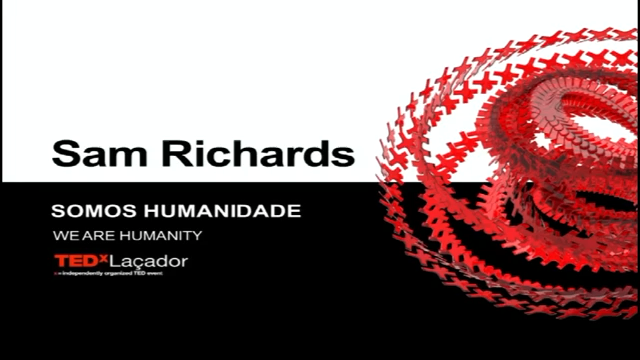 Sam Richards
SOMOS HUMANIDADE
WE ARE HUMANITY
TEDxLaçador
x = independently organized TED event